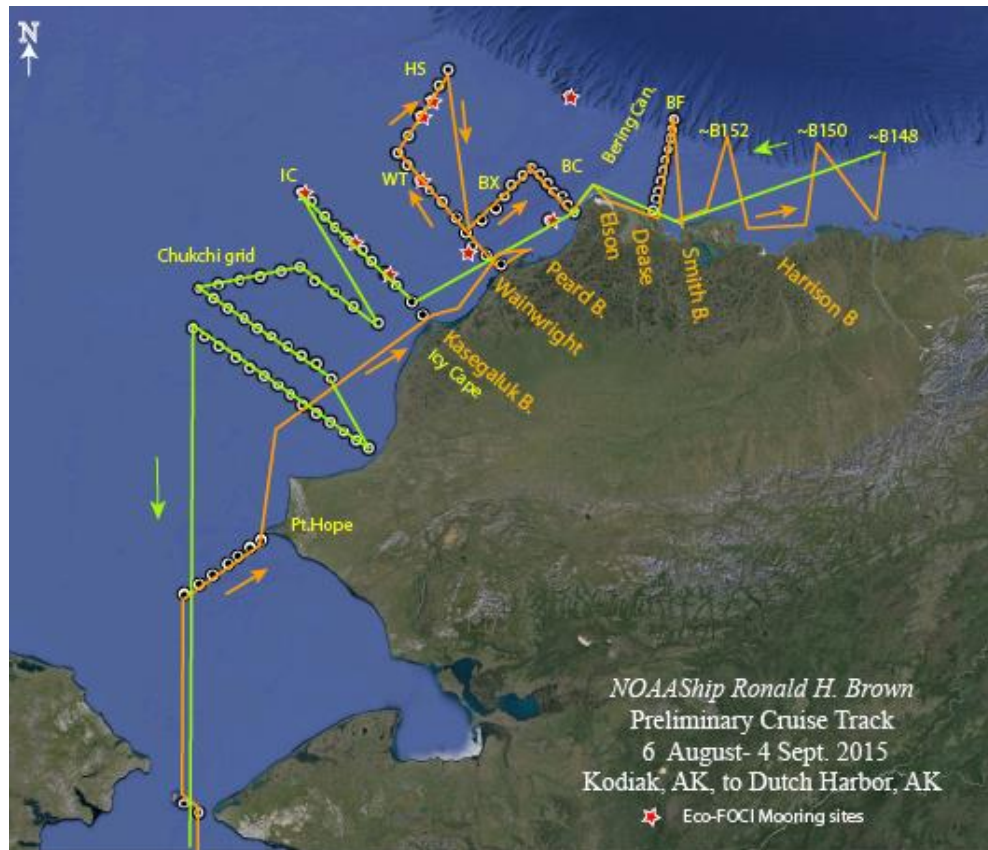 N
HS
BF
Bering Can.
~B152
~B150
~B148
IC
WT
BX
BC
Chukchi grid
Elson
Dease
Smith B.
Harrison B
Peard B.
Wainwright
Kasegaluk B.
Icy Cape
Pt.Hope
NOAAShip Ronald H. Brown
Preliminary Cruise Track
6 August- 4 Sept. 2015
Kodiak, AK, to Dutch Harbor, AK
Eco-FOCI Mooring sites